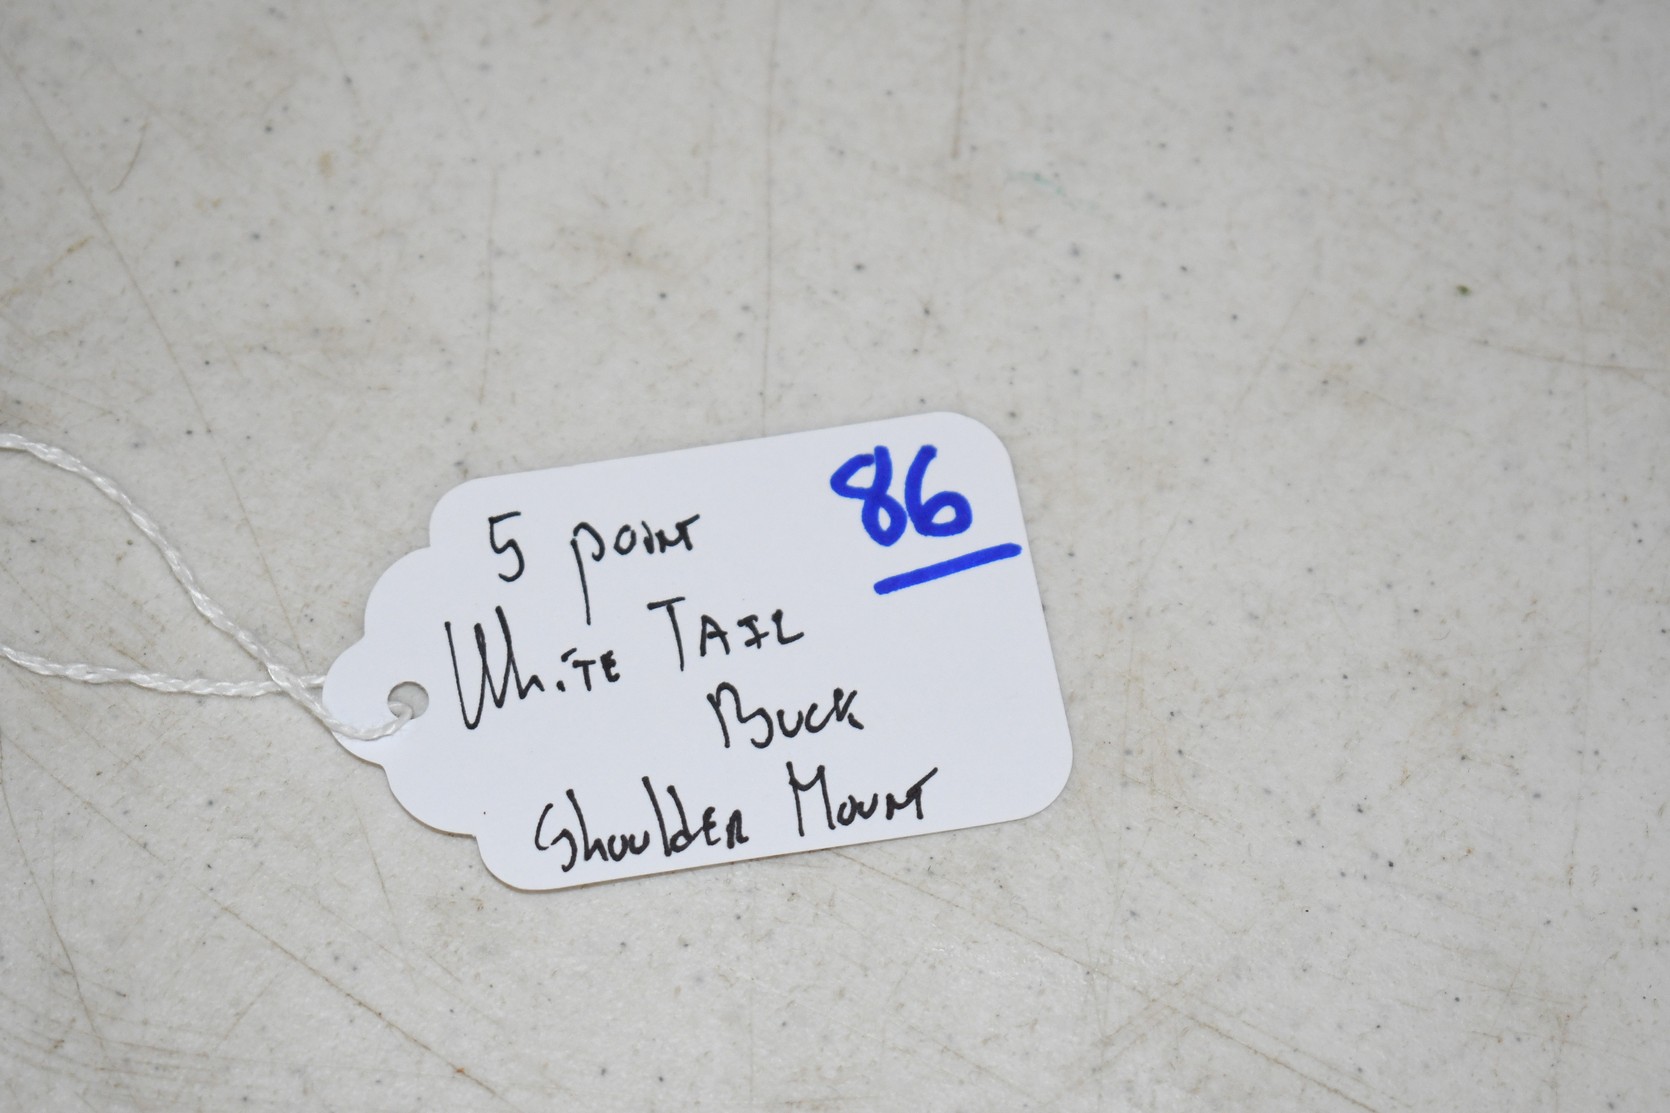 86
5 point
White Tail
Buck
Shoulder Mount